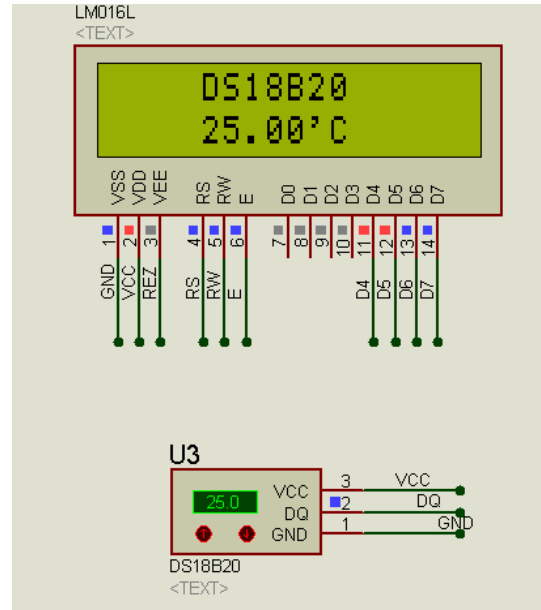 LM016L
<TEXT>
DS18B20
25.00'C
VSS VDD VEE RS RW E D0 D1 D2 D3 D4 D5 D6 D7
1 2 3 4 5 6 7 8 9 10 11 12 13 14
GND VCC REZ RS RW E D4 D5 D6 D7
U3
25.0
VCC 3 VCC
DQ 2 DQ
GND 1 GND
DS18B20
<TEXT>